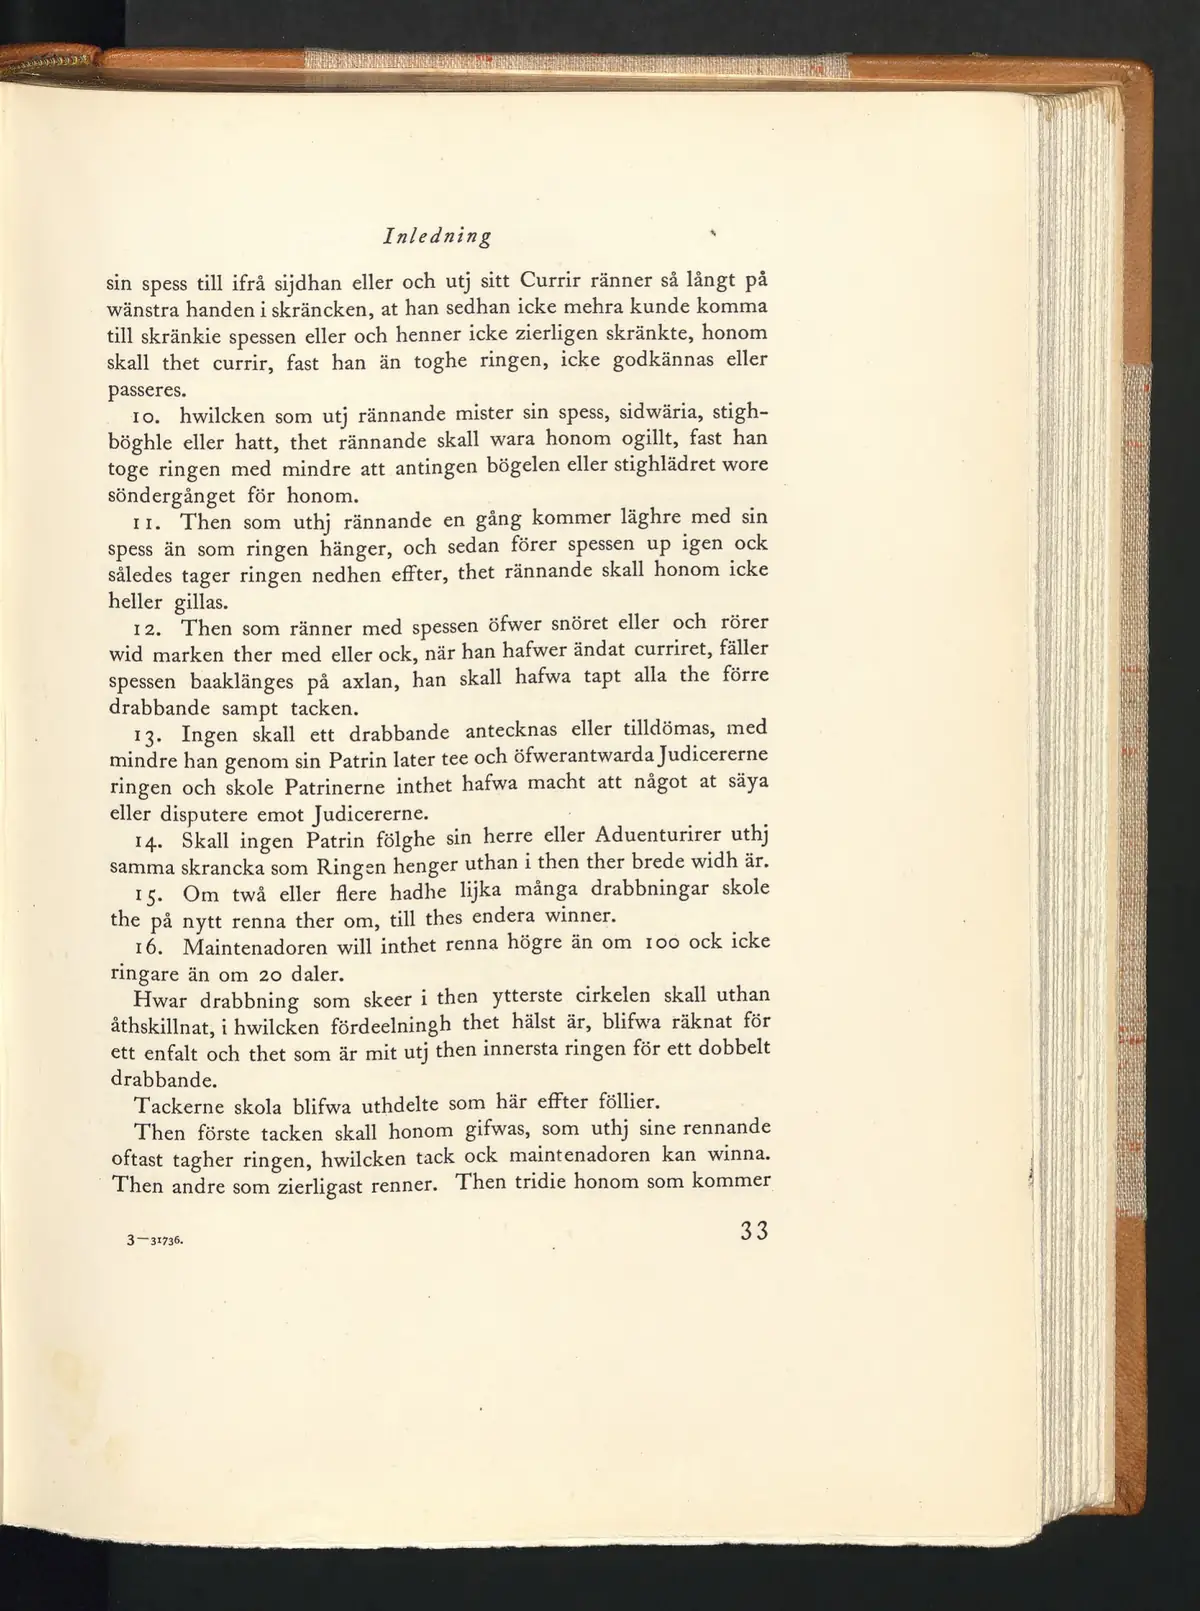 Inledning
sin spess till ifrå sijdhan eller och utj sitt Currir ränner så långt på
wänstra handen i skräncken, at han sedhan icke mehra kunde komma
till skränkie spessen eller och henner icke zierligen skränkte, honom
skall thet currir, fast han än toghe ringen, icke godkännas eller
passeres.
10. hwilcken som utj rännande mister sin spess, sidwäria, stigh-
böghle eller hatt, thet rännande skall wara honom ogillt, fast han
toge ringen med mindre att antingen bögelen eller stighlädret wore
söndergånget för honom.
11. Then som uthj rännande en gång kommer läghre med sin
spess än som ringen hänger, och sedan förer spessen up igen ock
således tager ringen nedhen effter, thet rännande skall honom icke
heller gillas.
12. Then som ränner med spessen öfwer snöret eller och rörer
wid marken ther med eller ock, när han hafwer ändat curriret, fäller
spessen baaklänges på axlan, han skall hafwa tapt alla the förre
drabbande sampt tacken.
13. Ingen skall ett drabbande antecknas eller tilldömas, med
mindre han genom sin Patrin later tee och öfwerantwarda Judicererne
ringen och skole Patrinerne inthet hafwa macht att något at säya
eller disputere emot Judicererne.
14. Skall ingen Patrin fölghe sin herre eller Aduenturirer uthj
samma skrancka som Ringen henger uthan i then ther brede widh är.
15. Om twå eller flere hadhe lijka många drabbningar skole
the på nytt renna ther om, till thes endera winner.
16. Maintenadoren will inthet renna högre än om 100 ock icke
ringare än om 20 daler.
Hwar drabbning som skeer i then ytterste cirkelen skall uthan
åthskillnat, i hwilcken fördeelningh thet hälst är, blifwa räknat för
ett enfalt och thet som är mit utj then innersta ringen för ett dobbelt
drabbande.
Tackerne skola blifwa uthdelte som här effter föllier.
Then förste tacken skall honom gifwas, som uthj sine rennande
oftast tagher ringen, hwilcken tack ock maintenadoren kan winna.
Then andre som zierligast renner. Then tridie honom som kommer
3—31736.
33